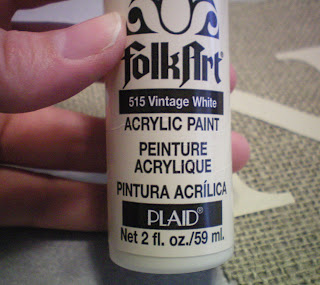 FolkArt®
515 Vintage White
ACRYLIC PAINT
PEINTURE
ACRYLIQUE
PINTURA ACRÍLICA
PLAID®
Net 2 fl. oz./59 ml.